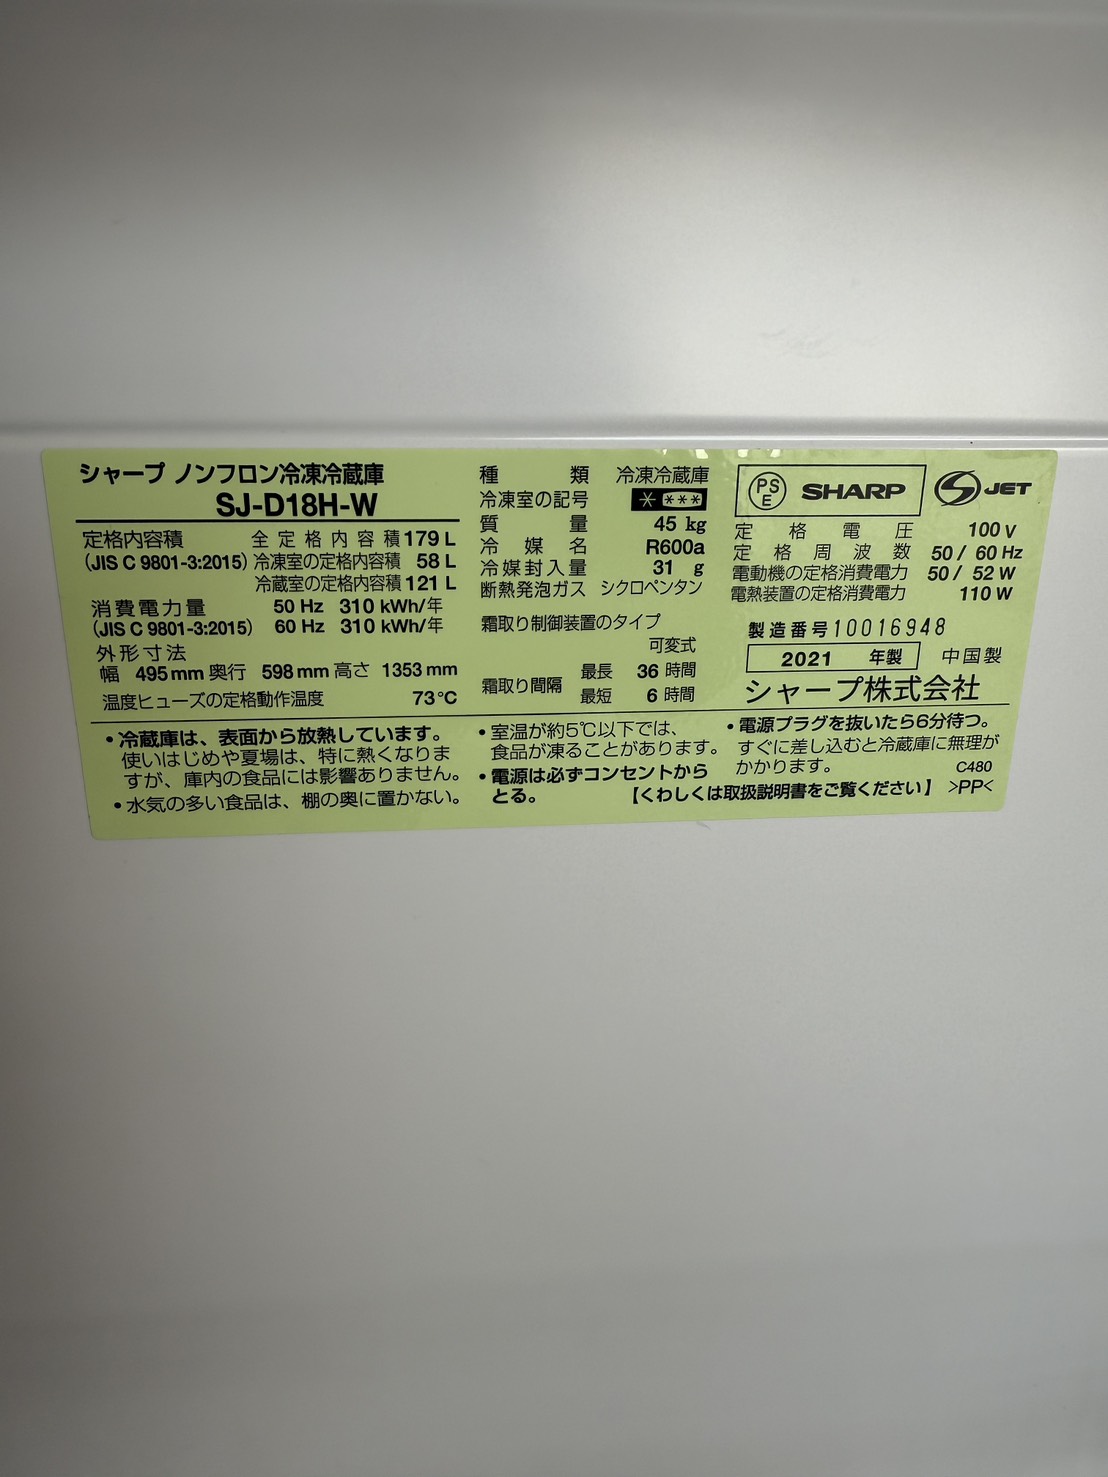 シャープ ノンフロン冷凍冷蔵庫
SJ-D18H-W
定格内容積 全定格内容積 179 L
(JIS C 9801-3:2015) 冷凍室の定格内容積 58 L
冷蔵室の定格内容積 121 L
消費電力量 50 Hz 310 kWh/年
(JIS C 9801-3:2015) 60 Hz 310 kWh/年
外形寸法
幅 495 mm 奥行 598 mm 高さ 1353 mm
温度ヒューズの定格動作温度 73℃
種類 冷凍冷蔵庫
冷凍室の記号 * ***
質量 45 kg
冷媒名 R600a
冷媒封入量 31 g
断熱発泡ガス シクロペンタン
霜取り制御装置のタイプ
可変式
霜取り間隔 最長 36 時間
最短 6 時間
PS
E
SHARP
JET
定格電圧 100 V
定格周波数 50 / 60 Hz
電動機の定格消費電力 50 / 52 W
電熱装置の定格消費電力 110 W
製造番号 10016948
2021 年製 中国製
シャープ株式会社
•冷蔵庫は、表面から放熱しています。
使いはじめや夏場は、特に熱くなりま
すが、庫内の食品には影響ありません。
•水気の多い食品は、棚の奥に置かない。
•室温が約5℃以下では、
食品が凍ることがあります。
•電源は必ずコンセントから
とる。
•電源プラグを抜いたら6分待つ。
すぐに差し込むと冷蔵庫に無理が
かかります。 C480
【くわしくは取扱説明書をご覧ください】 >PP<